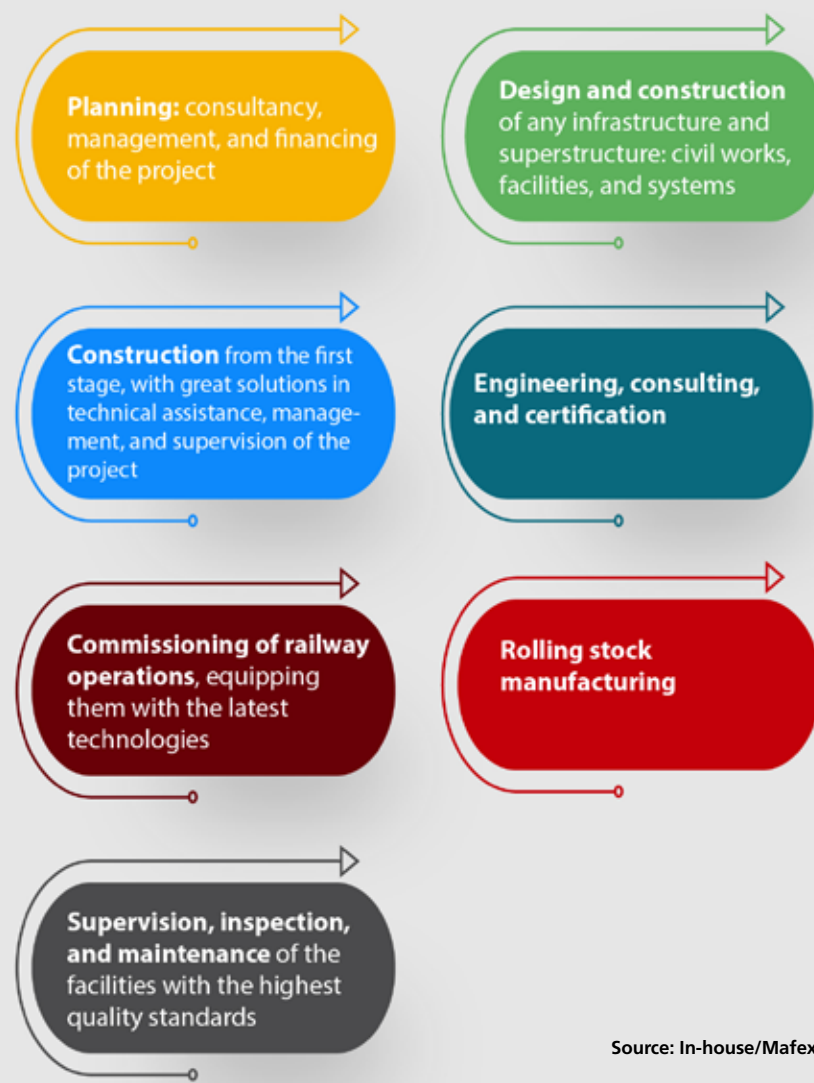 Planning: consultancy,
management, and financing
of the project
Design and construction
of any infrastructure and
superstructure: civil works,
facilities, and systems
Construction from the first
stage, with great solutions in
technical assistance, manage-
ment, and supervision of the
project
Engineering, consulting,
and certification
Commissioning of railway
operations, equipping
them with the latest
technologies
Rolling stock
manufacturing
Supervision, inspection,
and maintenance of the
facilities with the highest
quality standards
Source: In-house/Mafex